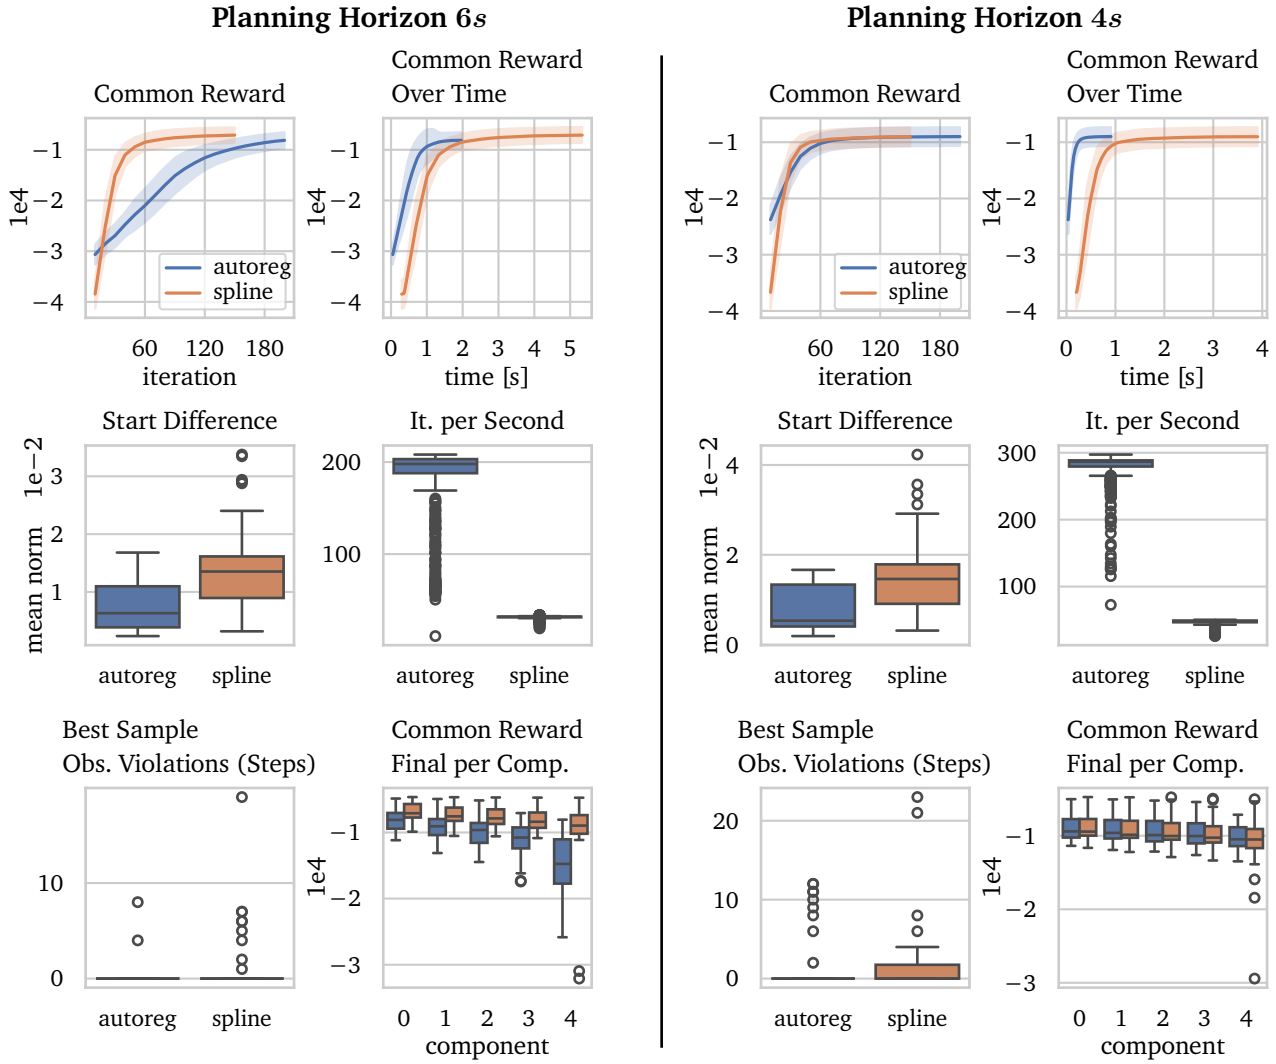 Planning Horizon 6s
Common Reward
−1
−2
−3
−4
1e4
autoreg
spline
60 120 180
iteration
Common Reward
Over Time
−1
−2
−3
−4
1e4
0 1 2 3 4 5
time [s]
Start Difference
1e−2
3
2
1
mean norm
autoreg spline
It. per Second
200
100
autoreg spline
Best Sample
Obs. Violations (Steps)
10
0
autoreg spline
Common Reward
Final per Comp.
−1
−2
−3
1e4
0 1 2 3 4
component
Planning Horizon 4s
Common Reward
−1
−2
−3
−4
1e4
autoreg
spline
60 120 180
iteration
Common Reward
Over Time
−1
−2
−3
−4
1e4
0 1 2 3 4
time [s]
Start Difference
1e−2
4
2
0
mean norm
autoreg spline
It. per Second
300
200
100
autoreg spline
Best Sample
Obs. Violations (Steps)
20
10
0
autoreg spline
Common Reward
Final per Comp.
−1
−2
−3
1e4
0 1 2 3 4
component